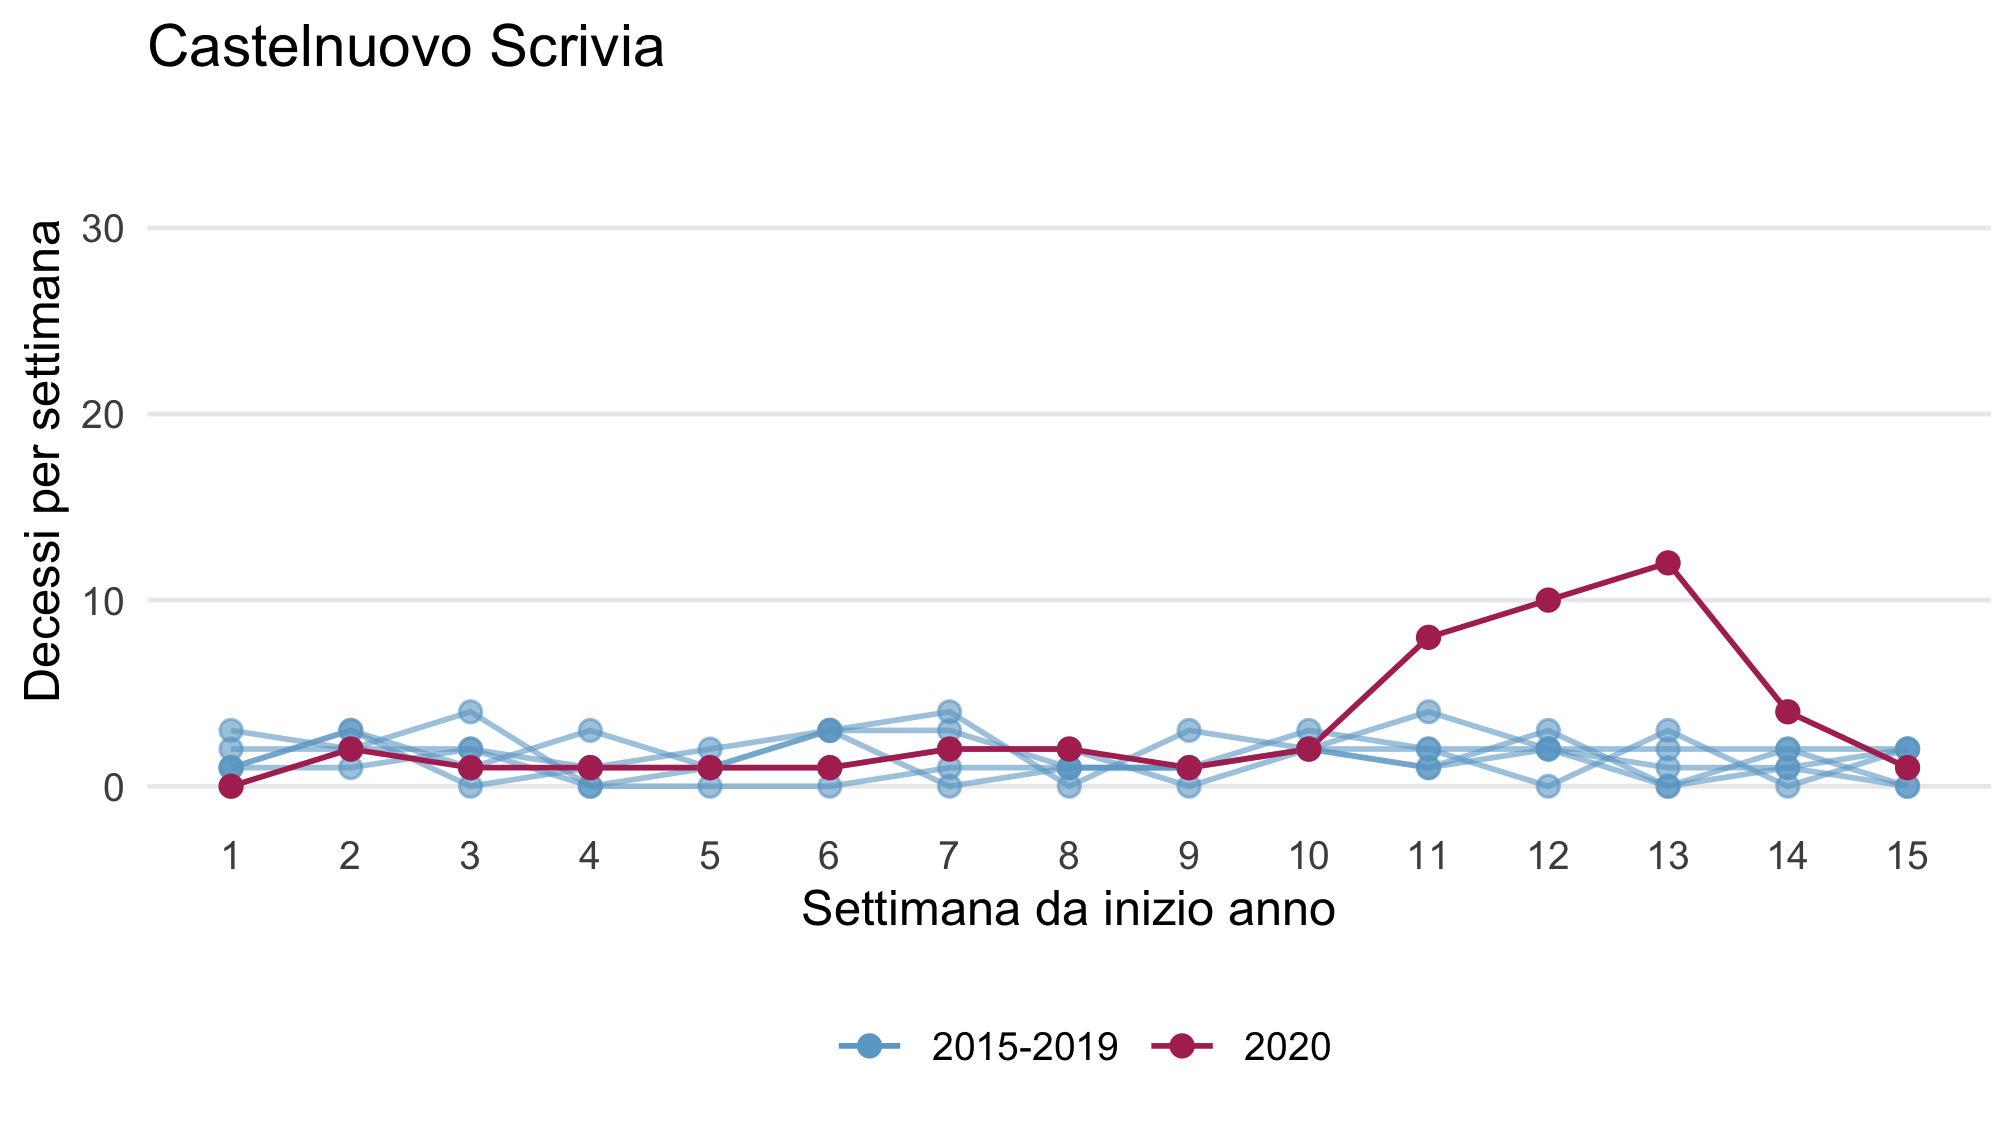 Castelnuovo Scrivia
Decessi per settimana
30
20
10
0
1 2 3 4 5 6 7 8 9 10 11 12 13 14 15
Settimana da inizio anno
2015-2019 2020